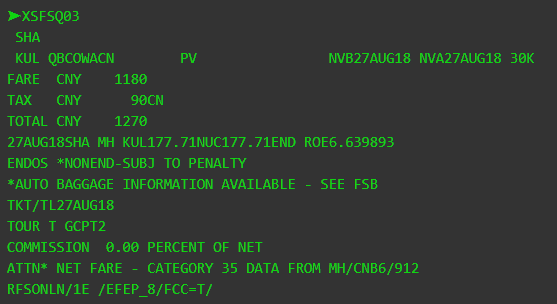 ➤XSFSQ03
SHA
KUL QBCOWACN PV NVB27AUG18 NVA27AUG18 30K
FARE CNY 1180
TAX CNY 90CN
TOTAL CNY 1270
27AUG18SHA MH KUL177.71NUC177.71END ROE6.639893
ENDOS *NONEND-SUBJ TO PENALTY
*AUTO BAGGAGE INFORMATION AVAILABLE - SEE FSB
TKT/TL27AUG18
TOUR T GCPT2
COMMISSION 0.00 PERCENT OF NET
ATTN* NET FARE - CATEGORY 35 DATA FROM MH/CNB6/912
RFSONLN/1E /EFEP_8/FCC=T/